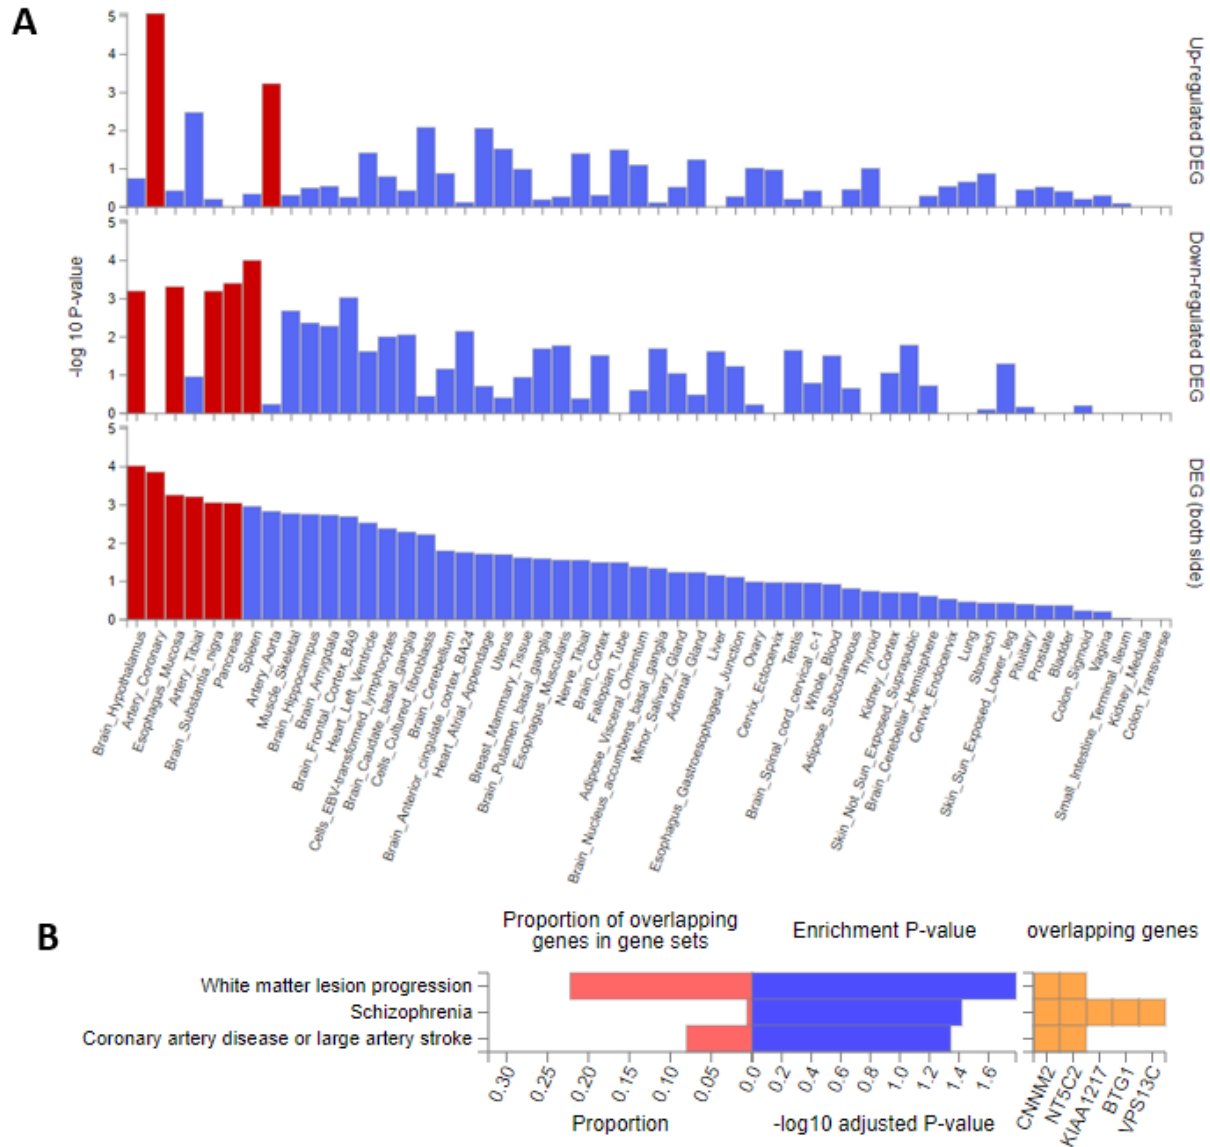 A
5
4
3
2
1
0
Up-regulated DEG
5
4
3
2
1
0
Down-regulated DEG
-log 10 P-value
5
4
3
2
1
0
DEG (both side)
Brain_Hypothalamus
Artery_Coronary
Esophagus_Mucosa
Artery_Tibial
Brain_Substantia_nigra
Pancreas
Spleen
Artery_Aorta
Muscle_Skeletal
Brain_Hippocampus
Brain_Amygdala
Brain_Frontal_Cortex_BA9
Heart_Left_Ventricle
Cells_EBV-transformed_lymphocytes
Brain_Caudate_basal_ganglia
Cells_Cultured_fibroblasts
Brain_Cerebellum
Brain_Anterior_cingulate_cortex_BA24
Heart_Atrial_Appendage
Uterus
Breast_Mammary_Tissue
Brain_Putamen_basal_ganglia
Esophagus_Muscularis
Nerve_Tibial
Brain_Cortex
Fallopian_Tube
Adipose_Visceral_Omentum
Brain_Nucleus_accumbens_basal_ganglia
Minor_Salivary_Gland
Adrenal_Gland
Liver
Esophagus_Gastroesophageal_Junction
Ovary
Cervix_Ectocervix
Testis
Brain_Spinal_cord_cervical_c-1
Whole_Blood
Adipose_Subcutaneous
Thyroid
Kidney_Cortex
Skin_Not_Sun_Exposed_Suprapubic
Brain_Cerebellar_Hemisphere
Cervix_Endocervix
Lung
Stomach
Skin_Sun_Exposed_Lower_leg
Pituitary
Prostate
Bladder
Colon_Sigmoid
Vagina
Small_Intestine_Terminal_Ileum
Kidney_Medulla
Colon_Transverse
B
Proportion of overlapping
genes in gene sets
Enrichment P-value
overlapping genes
White matter lesion progression
Schizophrenia
Coronary artery disease or large artery stroke
0.30 0.25 0.20 0.15 0.10 0.05 0.0 0.2 0.4 0.6 0.8 1.0 1.2 1.4 1.6
CNNM2
NT5C2
KIAA1217
BTG1
VPS13C
Proportion
-log10 adjusted P-value